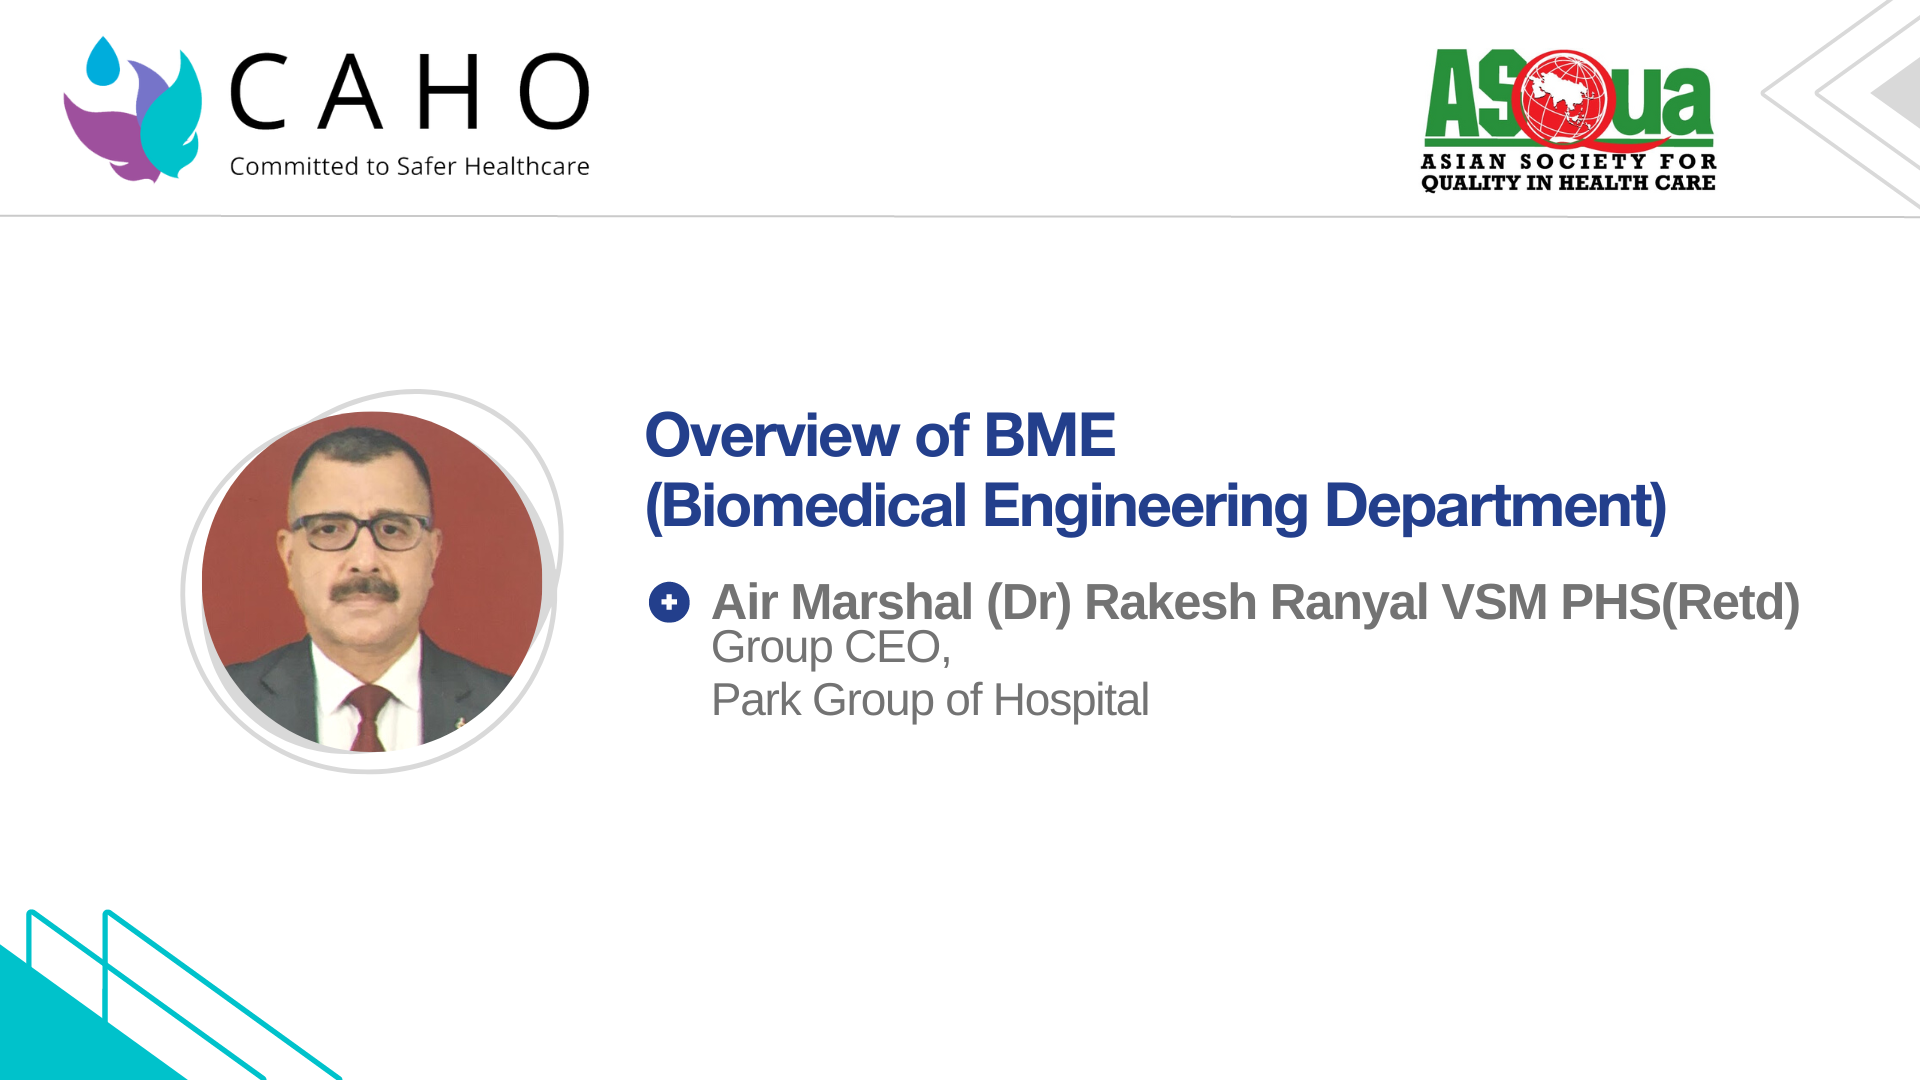 CAHO
Committed to Safer Healthcare
ASQua
ASIAN SOCIETY FOR
QUALITY IN HEALTH CARE
Overview of BME
(Biomedical Engineering Department)
Air Marshal (Dr) Rakesh Ranyal VSM PHS(Retd)
Group CEO,
Park Group of Hospital